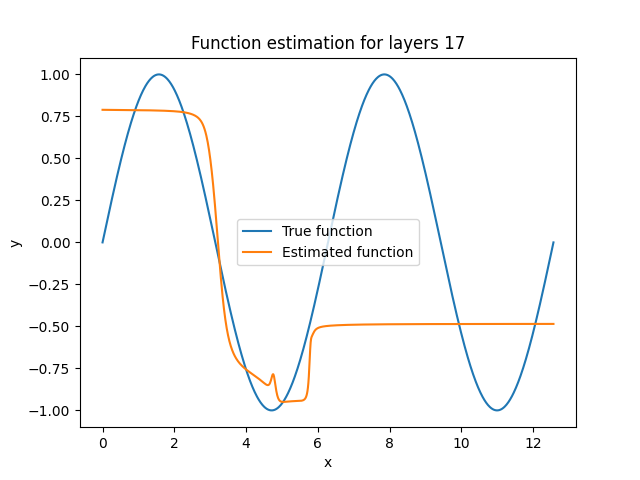 Function estimation for layers 17
1.00
0.75
0.50
0.25
0.00
−0.25
−0.50
−0.75
−1.00
y
True function
Estimated function
0 2 4 6 8 10 12
x